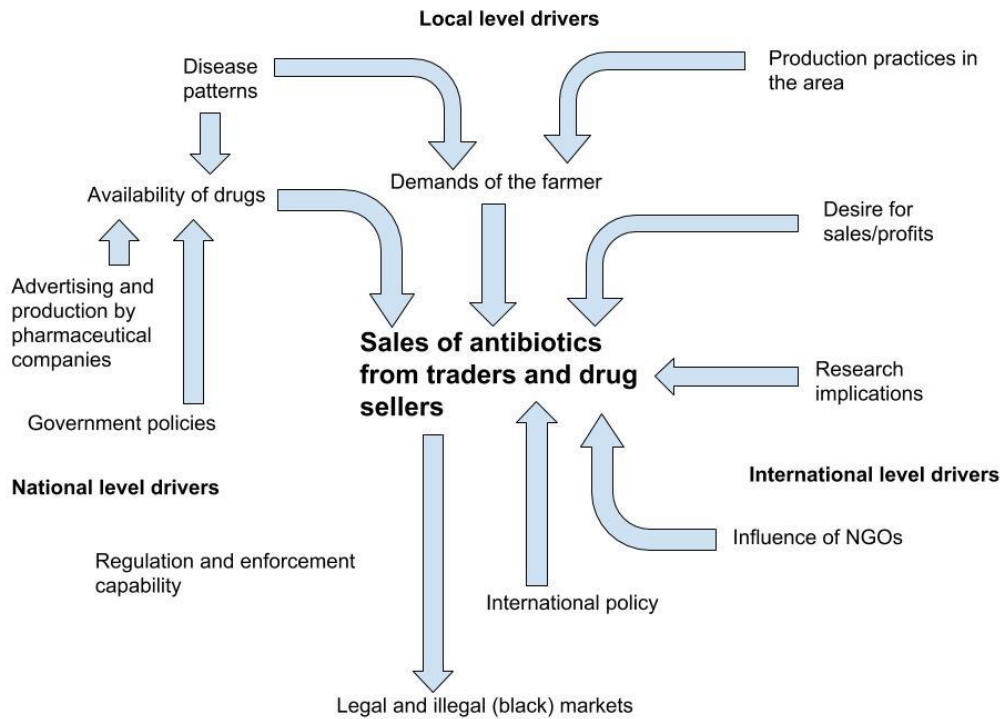 Local level drivers
Disease
patterns
Production practices in
the area
Availability of drugs
Demands of the farmer
Desire for
sales/profits
Advertising and
production by
pharmaceutical
companies
Sales of antibiotics
from traders and drug
sellers
Research
implications
Government policies
National level drivers
International level drivers
Influence of NGOs
Regulation and enforcement
capability
International policy
Legal and illegal (black) markets